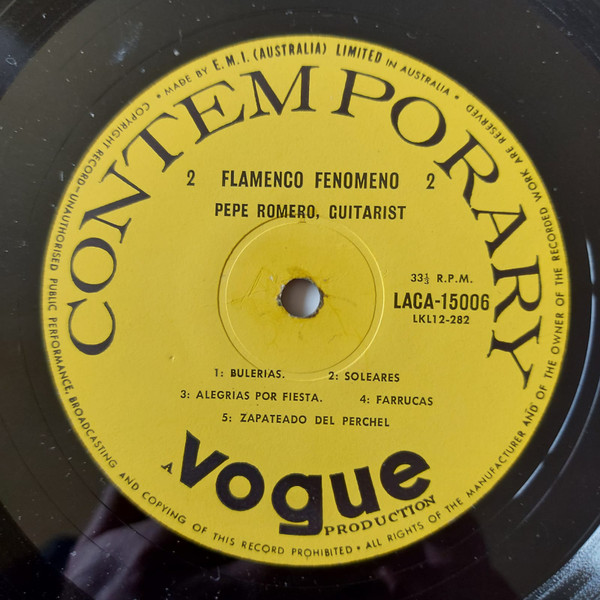 COPYRIGHT RECORD-UNAUTHORISED PUBLIC PERFORMANCE, BROADCASTING AND COPYING OF THIS RECORD PROHIBITED • ALL RIGHTS OF THE MANUFACTURER AND OF THE OWNER OF THE RECORDED WORK ARE RESERVED •
MADE BY E.M.I. (AUSTRALIA) LIMITED IN AUSTRALIA •
CONTEMPORARY
2 FLAMENCO FENOMENO 2
PEPE ROMERO, GUITARIST
33⅓ R.P.M.
LACA-15006
LKL12-282
1: BULERIAS. 2: SOLEARES
3: ALEGRIAS POR FIESTA. 4: FARRUCAS
5: ZAPATEADO DEL PERCHEL
A vogue
PRODUCTION